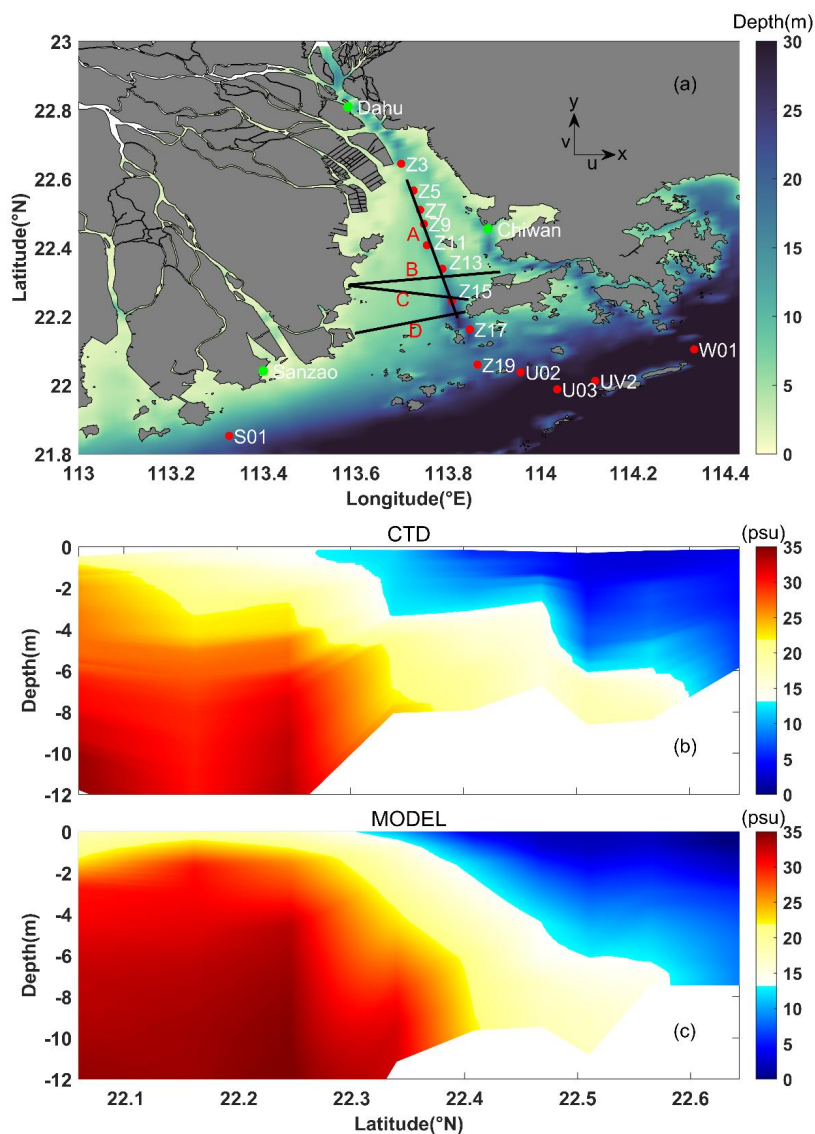 Depth(m)
(a)
23
22.8
22.6
22.4
22.2
22
21.8
Latitude(°N)
113
113.2
113.4
113.6
113.8
114
114.2
114.4
Longitude(°E)
30
25
20
15
10
5
0
y
v
u
x
Dahu
Z3
Z5
Z7
Z9
A
Z11
Chiwan
B
Z13
C
Z15
D
Z17
Z19
U02
U03
UV2
W01
Sanzao
S01
CTD
(psu)
0
-2
-4
-6
-8
-10
-12
Depth(m)
(b)
35
30
25
20
15
10
5
0
MODEL
(psu)
0
-2
-4
-6
-8
-10
-12
Depth(m)
(c)
35
30
25
20
15
10
5
0
22.1
22.2
22.3
22.4
22.5
22.6
Latitude(°N)